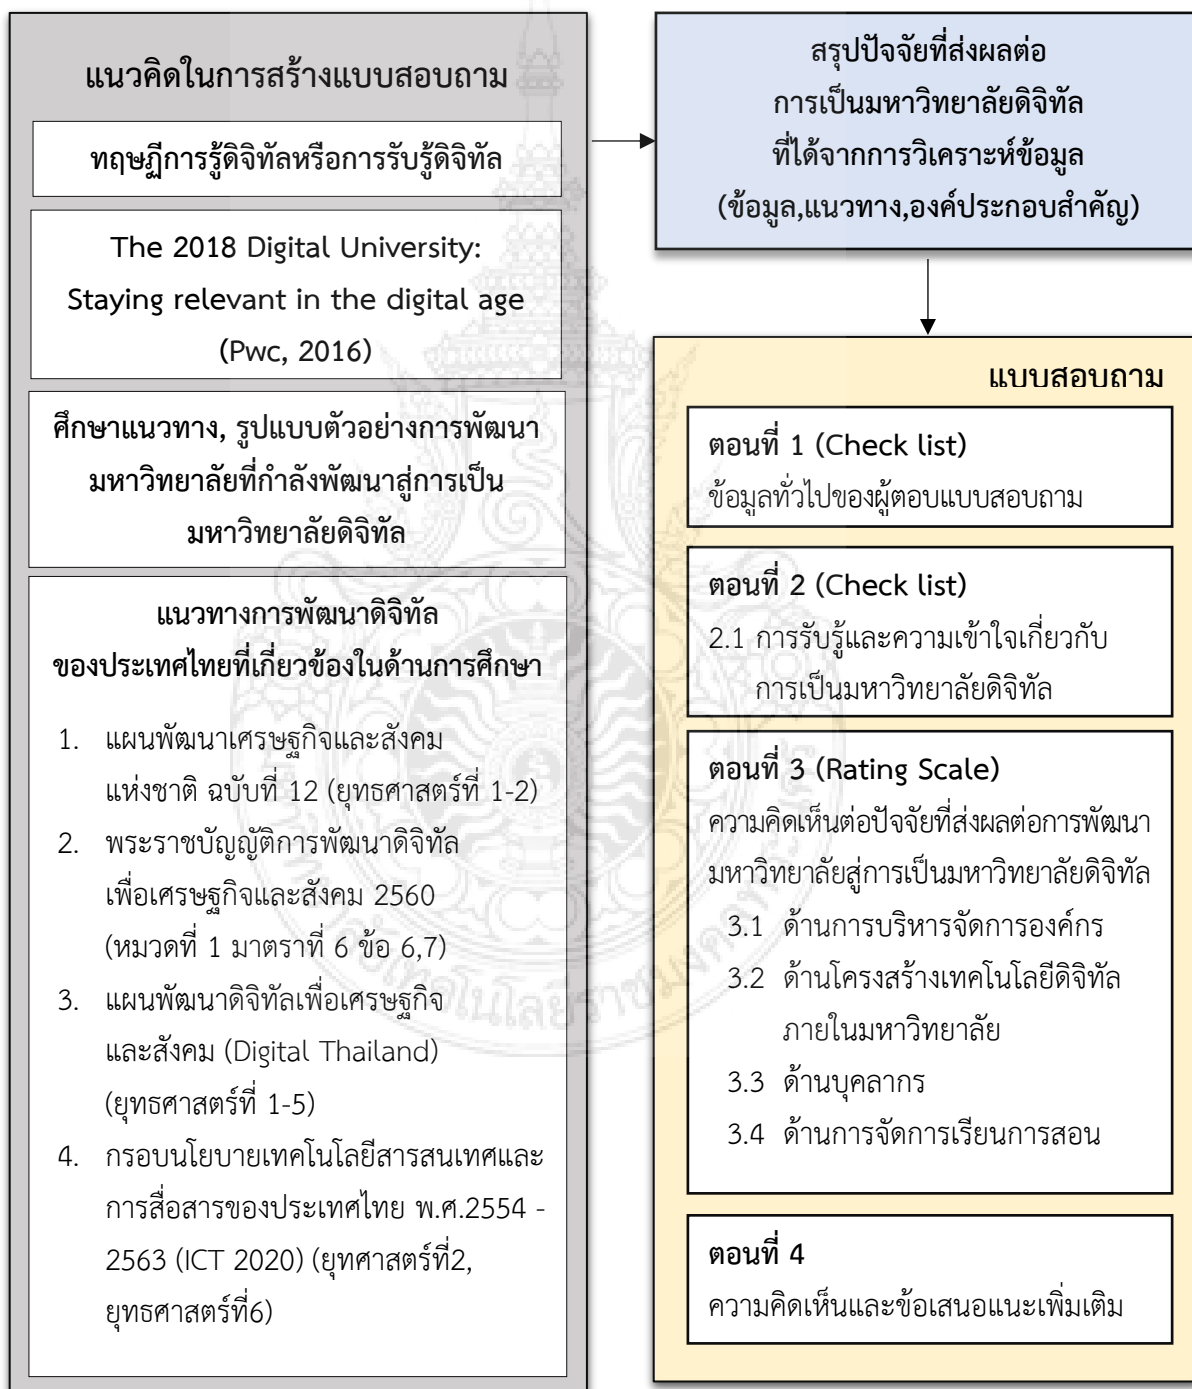 แนวคิดในการสร้างแบบสอบถาม
ทฤษฏีการรู้ดิจิทัลหรือการรับรู้ดิจิทัล
The 2018 Digital University:
Staying relevant in the digital age
(Pwc, 2016)
ศึกษาแนวทาง, รูปแบบตัวอย่างการพัฒนา
มหาวิทยาลัยที่กำลังพัฒนาสู่การเป็น
มหาวิทยาลัยดิจิทัล
แนวทางการพัฒนาดิจิทัล
ของประเทศไทยที่เกี่ยวข้องในด้านการศึกษา
1. แผนพัฒนาเศรษฐกิจและสังคม
แห่งชาติ ฉบับที่ 12 (ยุทธศาสตร์ที่ 1-2)
2. พระราชบัญญัติการพัฒนาดิจิทัล
เพื่อเศรษฐกิจและสังคม 2560
(หมวดที่ 1 มาตราที่ 6 ข้อ 6,7)
3. แผนพัฒนาดิจิทัลเพื่อเศรษฐกิจ
และสังคม (Digital Thailand)
(ยุทธศาสตร์ที่ 1-5)
4. กรอบนโยบายเทคโนโลยีสารสนเทศและ
การสื่อสารของประเทศไทย พ.ศ.2554 -
2563 (ICT 2020) (ยุทศาสตร์ที่2,
ยุทธศาสตร์ที่6)
สรุปปัจจัยที่ส่งผลต่อ
การเป็นมหาวิทยาลัยดิจิทัล
ที่ได้จากการวิเคราะห์ข้อมูล
(ข้อมูล,แนวทาง,องค์ประกอบสำคัญ)
แบบสอบถาม
ตอนที่ 1 (Check list)
ข้อมูลทั่วไปของผู้ตอบแบบสอบถาม
ตอนที่ 2 (Check list)
2.1 การรับรู้และความเข้าใจเกี่ยวกับ
การเป็นมหาวิทยาลัยดิจิทัล
ตอนที่ 3 (Rating Scale)
ความคิดเห็นต่อปัจจัยที่ส่งผลต่อการพัฒนา
มหาวิทยาลัยสู่การเป็นมหาวิทยาลัยดิจิทัล
3.1 ด้านการบริหารจัดการองค์กร
3.2 ด้านโครงสร้างเทคโนโลยีดิจิทัล
ภายในมหาวิทยาลัย
3.3 ด้านบุคลากร
3.4 ด้านการจัดการเรียนการสอน
ตอนที่ 4
ความคิดเห็นและข้อเสนอแนะเพิ่มเติม